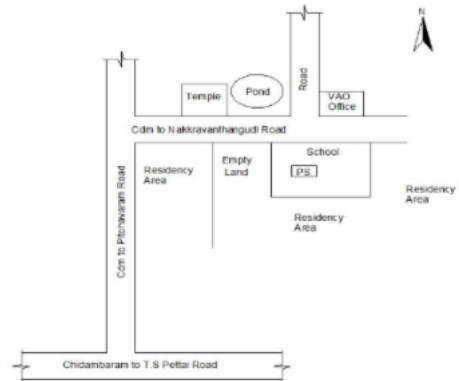 N
Road
Temple
Pond
VAO
Office
Cdm to Nakkravanthangudi Road
School
Residency
Area
Empty
Land
PS
Residency
Area
Residency
Area
Cdm to Pitchavaram Road
Chidambaram to T.S Pettai Road